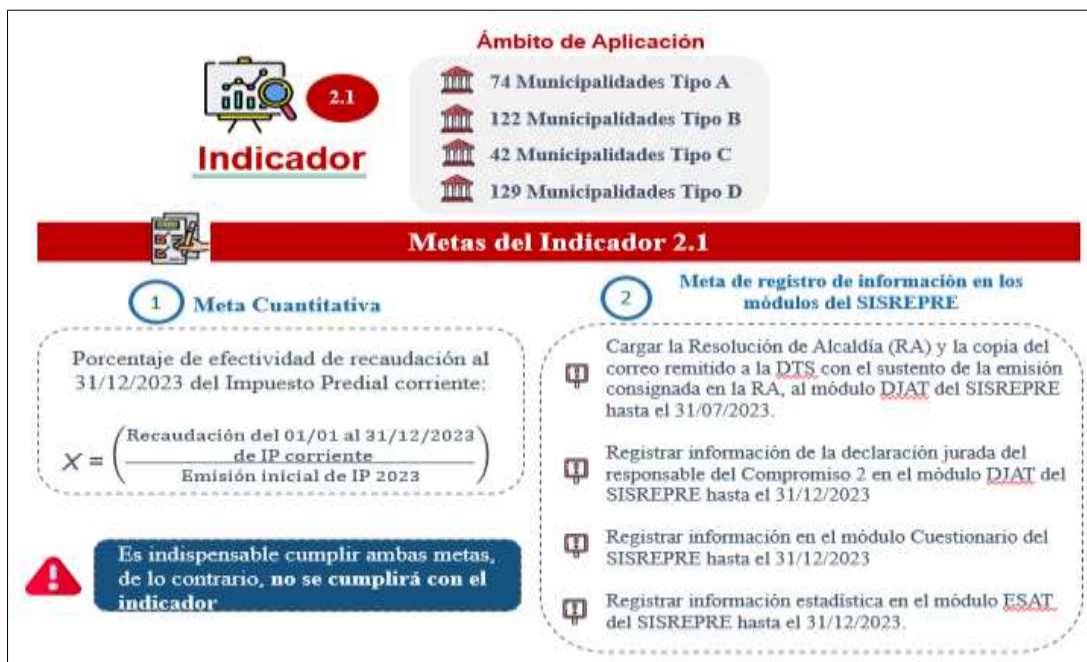 Ámbito de Aplicación
2.1
Indicador
74 Municipalidades Tipo A
122 Municipalidades Tipo B
42 Municipalidades Tipo C
129 Municipalidades Tipo D
Metas del Indicador 2.1
1
Meta Cuantitativa
Porcentaje de efectividad de recaudación al
31/12/2023 del Impuesto Predial corriente:
X = (Recaudación del 01/01 al 31/12/2023
de IP corriente
Emisión inicial de IP 2023)
Es indispensable cumplir ambas metas,
de lo contrario, no se cumplirá con el
indicador
2
Meta de registro de información en los
módulos del SISREPRE
Cargar la Resolución de Alcaldía (RA) y la copia del
correo remitido a la DTS con el sustento de la emisión
consignada en la RA, al módulo DJAT del SISREPRE
hasta el 31/07/2023.
Registrar información de la declaración jurada del
responsable del Compromiso 2 en el módulo DJAT del
SISREPRE hasta el 31/12/2023
Registrar información en el módulo Cuestionario del
SISREPRE hasta el 31/12/2023
Registrar información estadística en el módulo ESAT
del SISREPRE hasta el 31/12/2023.